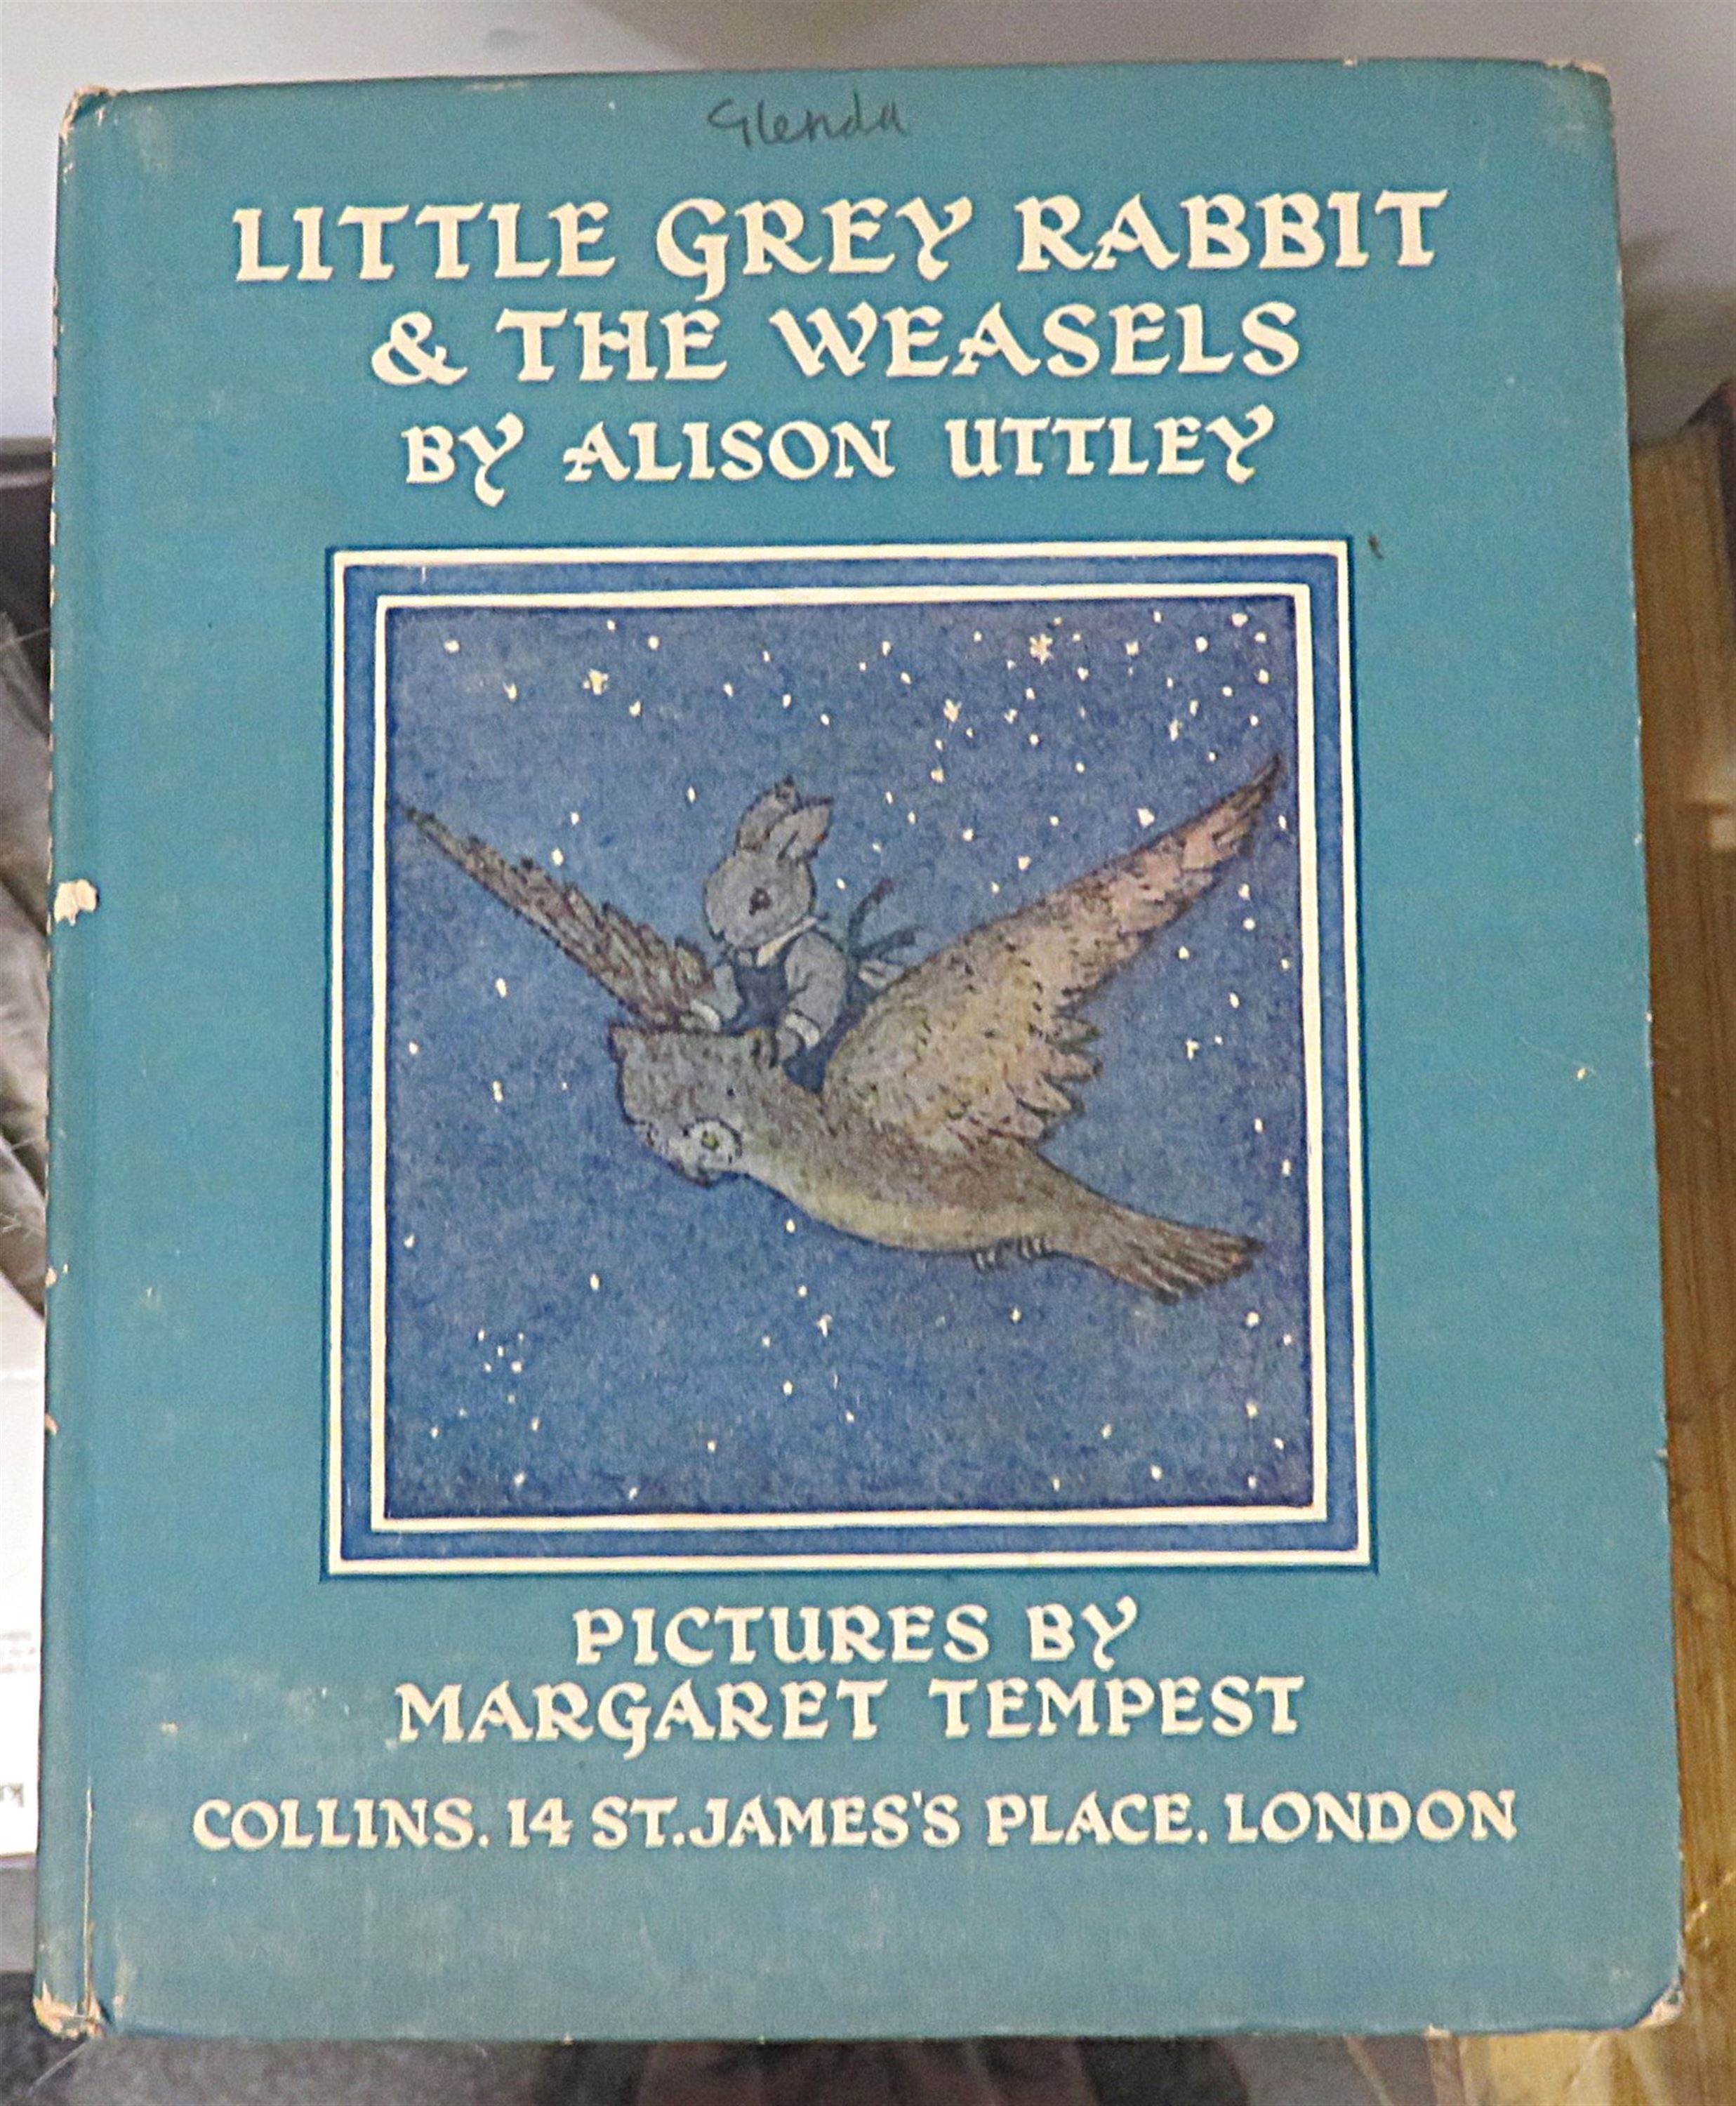 Glenda
LITTLE GREY RABBIT
& THE WEASELS
BY ALISON UTTLEY
PICTURES BY
MARGARET TEMPEST
COLLINS. 14 ST. JAMES'S PLACE. LONDON